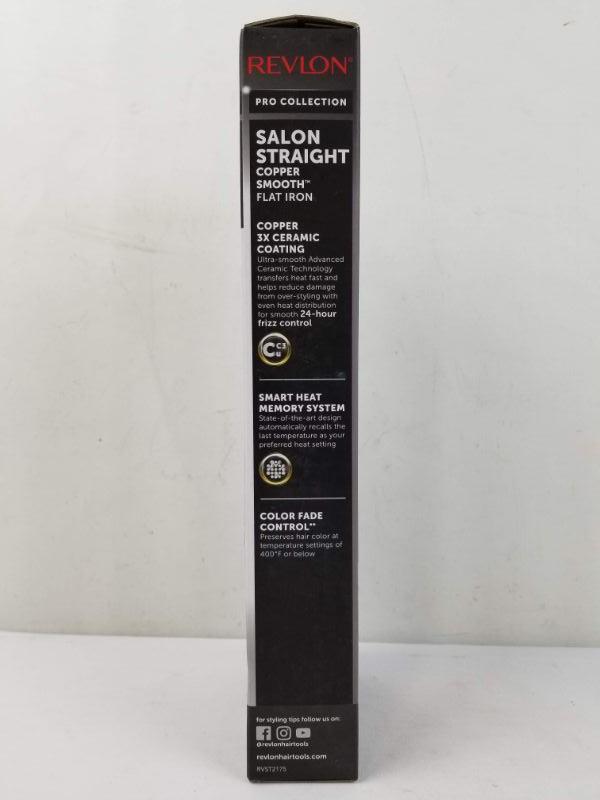 REVLON®
PRO COLLECTION
SALON
STRAIGHT
COPPER
SMOOTH™
FLAT IRON
COPPER
3X CERAMIC
COATING
Ultra-smooth Advanced
Ceramic Technology
transfers heat fast and
helps reduce damage
from over-styling with
even heat distribution
for smooth 24-hour
frizz control
C C3
u
SMART HEAT
MEMORY SYSTEM
State-of-the-art design
automatically recalls the
last temperature as your
preferred heat setting
COLOR FADE
CONTROL**
Preserves hair color at
temperature settings of
400°F or below
for styling tips follow us on:
@revlonhairtools
revlonhairtools.com
RVST2175